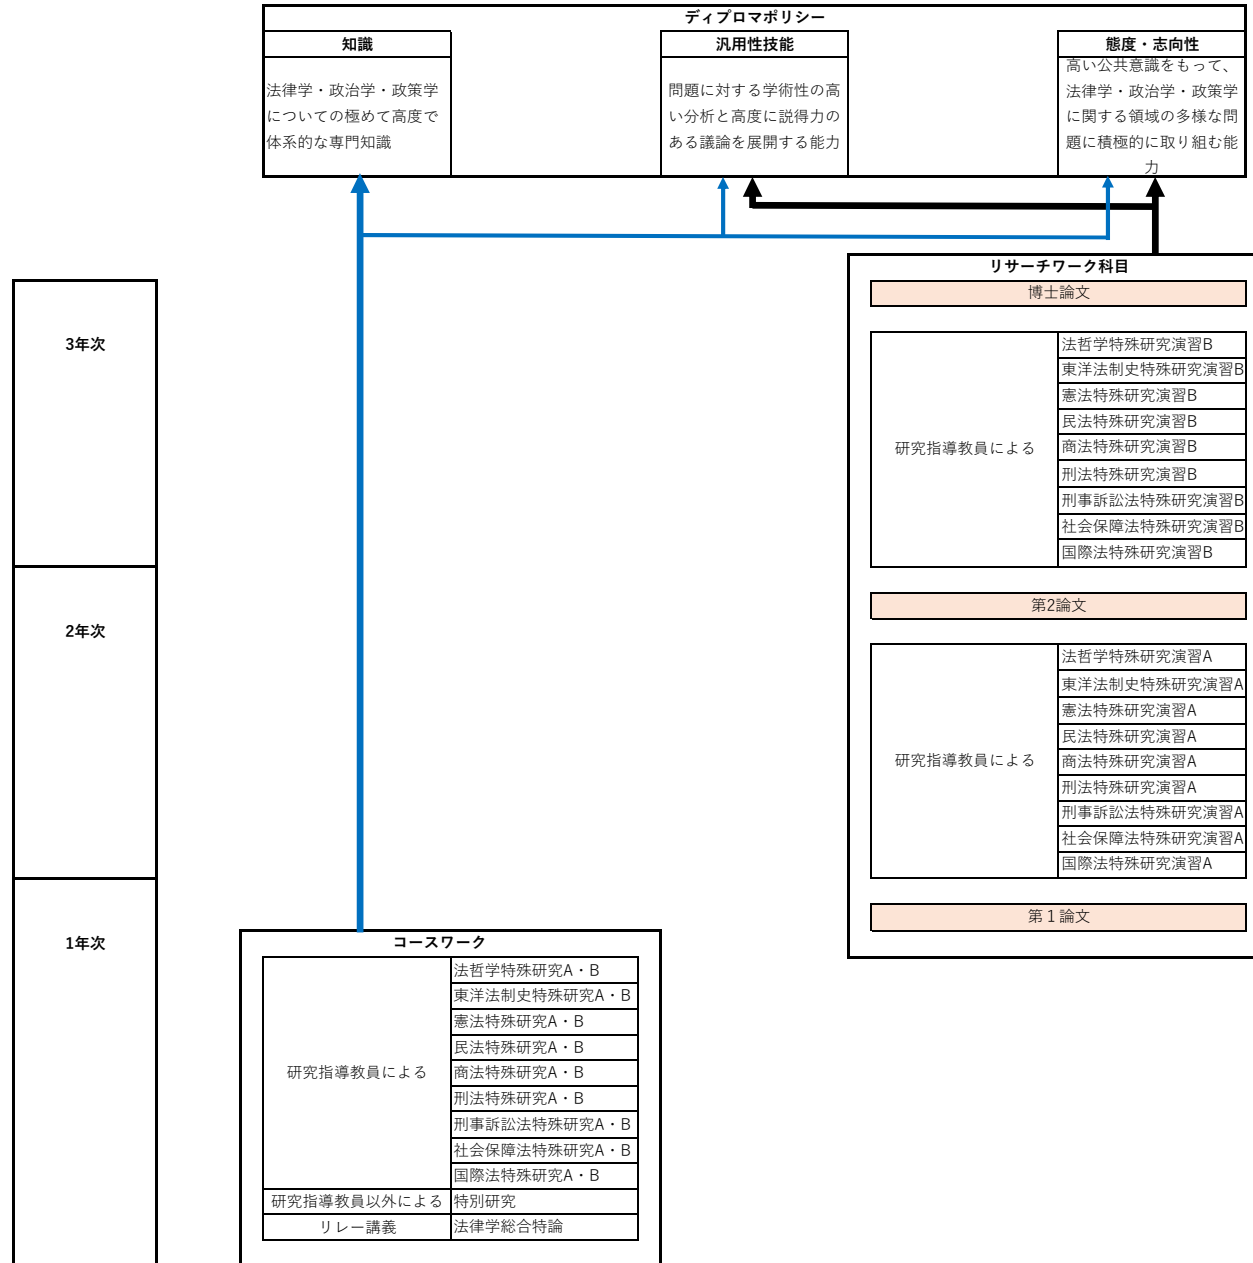 ディプロマポリシー
知識
汎用性技能
態度・志向性
法律学・政治学・政策学
についての極めて高度で
体系的な専門知識
問題に対する学術性の高
い分析と高度に説得力の
ある議論を展開する能力
高い公共意識をもって、
法律学・政治学・政策学
に関する領域の多様な問
題に積極的に取り組む能
力
リサーチワーク科目
博士論文
3年次
研究指導教員による
法哲学特殊研究演習B
東洋法制史特殊研究演習B
憲法特殊研究演習B
民法特殊研究演習B
商法特殊研究演習B
刑法特殊研究演習B
刑事訴訟法特殊研究演習B
社会保障法特殊研究演習B
国際法特殊研究演習B
第2論文
2年次
研究指導教員による
法哲学特殊研究演習A
東洋法制史特殊研究演習A
憲法特殊研究演習A
民法特殊研究演習A
商法特殊研究演習A
刑法特殊研究演習A
刑事訴訟法特殊研究演習A
社会保障法特殊研究演習A
国際法特殊研究演習A
第１論文
1年次
コースワーク
研究指導教員による
法哲学特殊研究A・B
東洋法制史特殊研究A・B
憲法特殊研究A・B
民法特殊研究A・B
商法特殊研究A・B
刑法特殊研究A・B
刑事訴訟法特殊研究A・B
社会保障法特殊研究A・B
国際法特殊研究A・B
研究指導教員以外による
特別研究
リレー講義
法律学総合特論